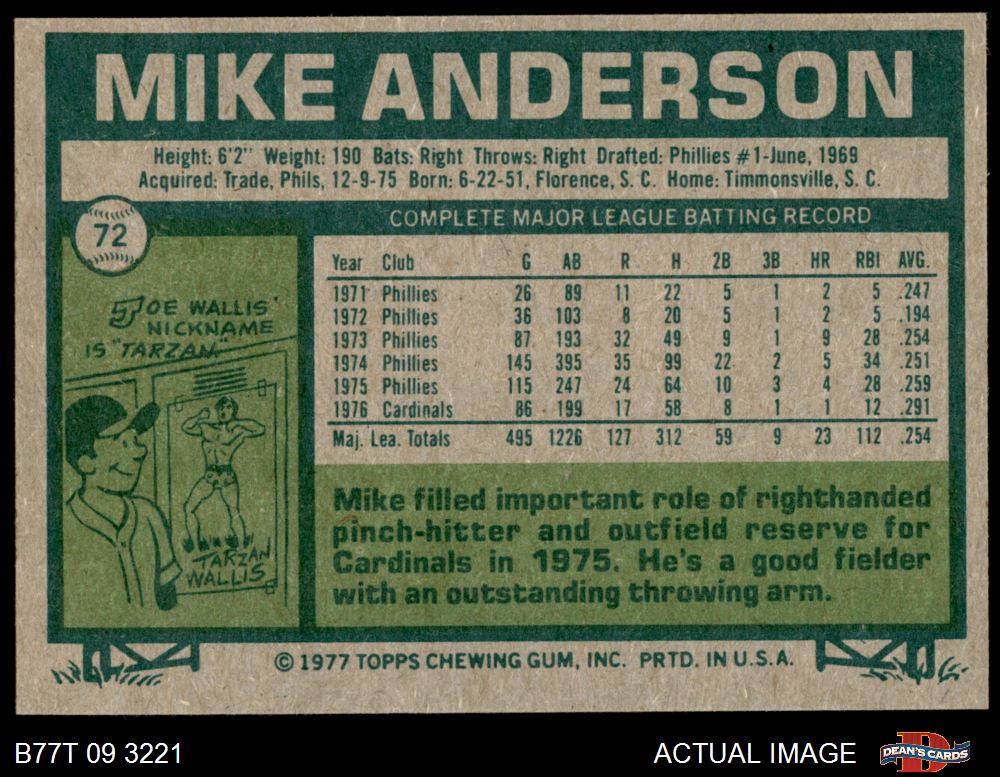 MIKE ANDERSON
Height: 6'2" Weight: 190 Bats: Right Throws: Right Drafted: Phillies #1-June, 1969
Acquired: Trade, Phils, 12-9-75 Born: 6-22-51, Florence, S. C. Home: Timmonsville, S. C.
72
COMPLETE MAJOR LEAGUE BATTING RECORD
Year Club G AB R H 2B 3B HR RBI AVG.
1971 Phillies 26 89 11 22 5 1 2 5 .247
1972 Phillies 36 103 8 20 5 1 2 5 .194
1973 Phillies 87 193 32 49 9 1 9 28 .254
1974 Phillies 145 395 35 99 22 2 5 34 .251
1975 Phillies 115 247 24 64 10 3 4 28 .259
1976 Cardinals 86 199 17 58 8 1 1 12 .291
Maj. Lea. Totals 495 1226 127 312 59 9 23 112 .254
JOE WALLIS'
NICKNAME
IS "TARZAN."
TARZAN
WALLIS
Mike filled important role of righthanded
pinch-hitter and outfield reserve for
Cardinals in 1975. He's a good fielder
with an outstanding throwing arm.
© 1977 TOPPS CHEWING GUM, INC. PRTD. IN U.S.A.
B77T 09 3221
ACTUAL IMAGE
DEAN'S CARDS